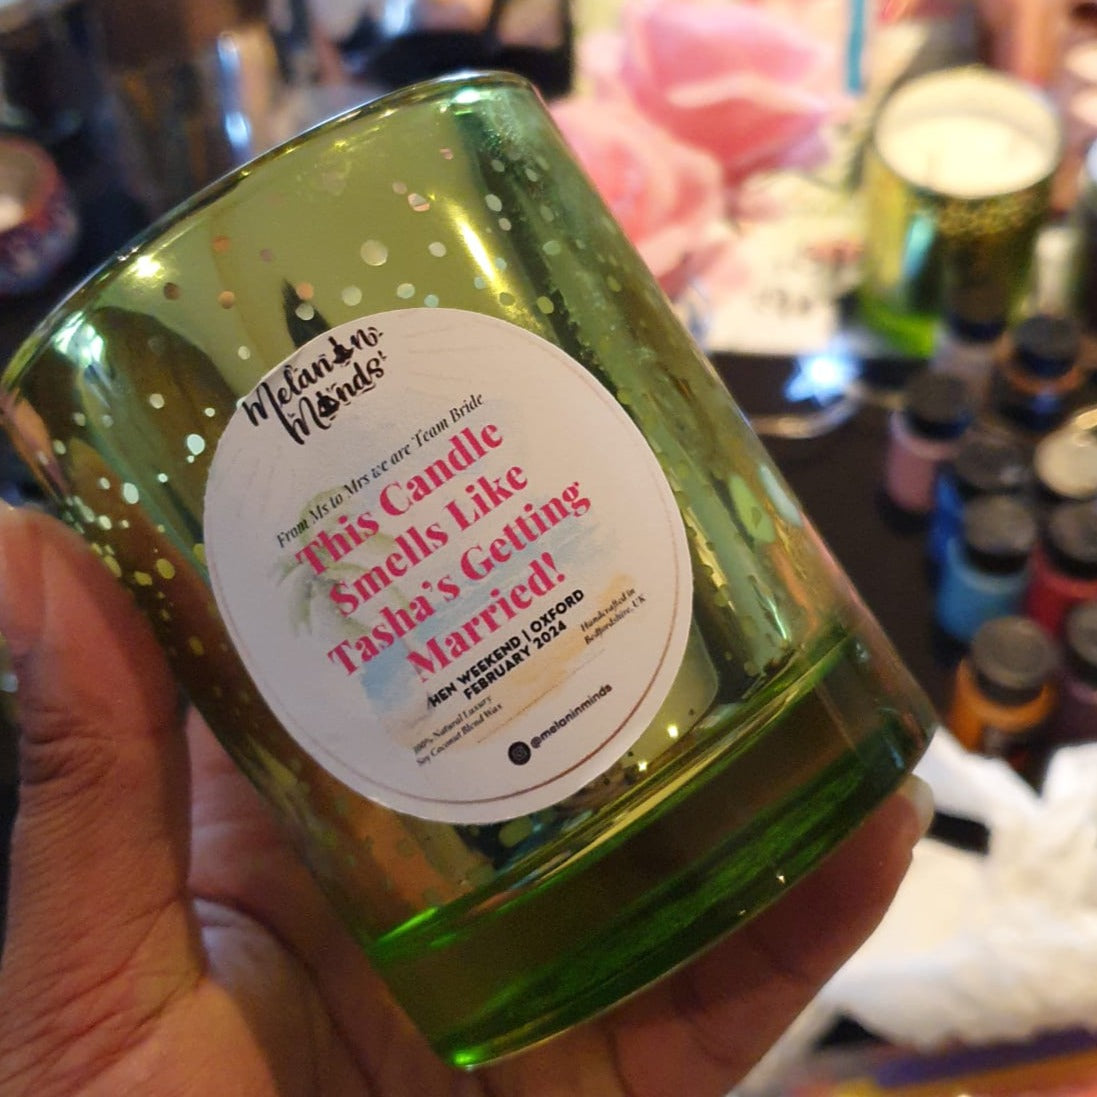 Melanin
Minds
From Ms to Mrs we are Team Bride
This Candle
Smells Like
Tasha's Getting
Married!
HEN WEEKEND | OXFORD
FEBRUARY 2024
Handcrafted in
Bedfordshire, UK
100% Natural Luxury
Soy Coconut Blend Wax
@melaninminds